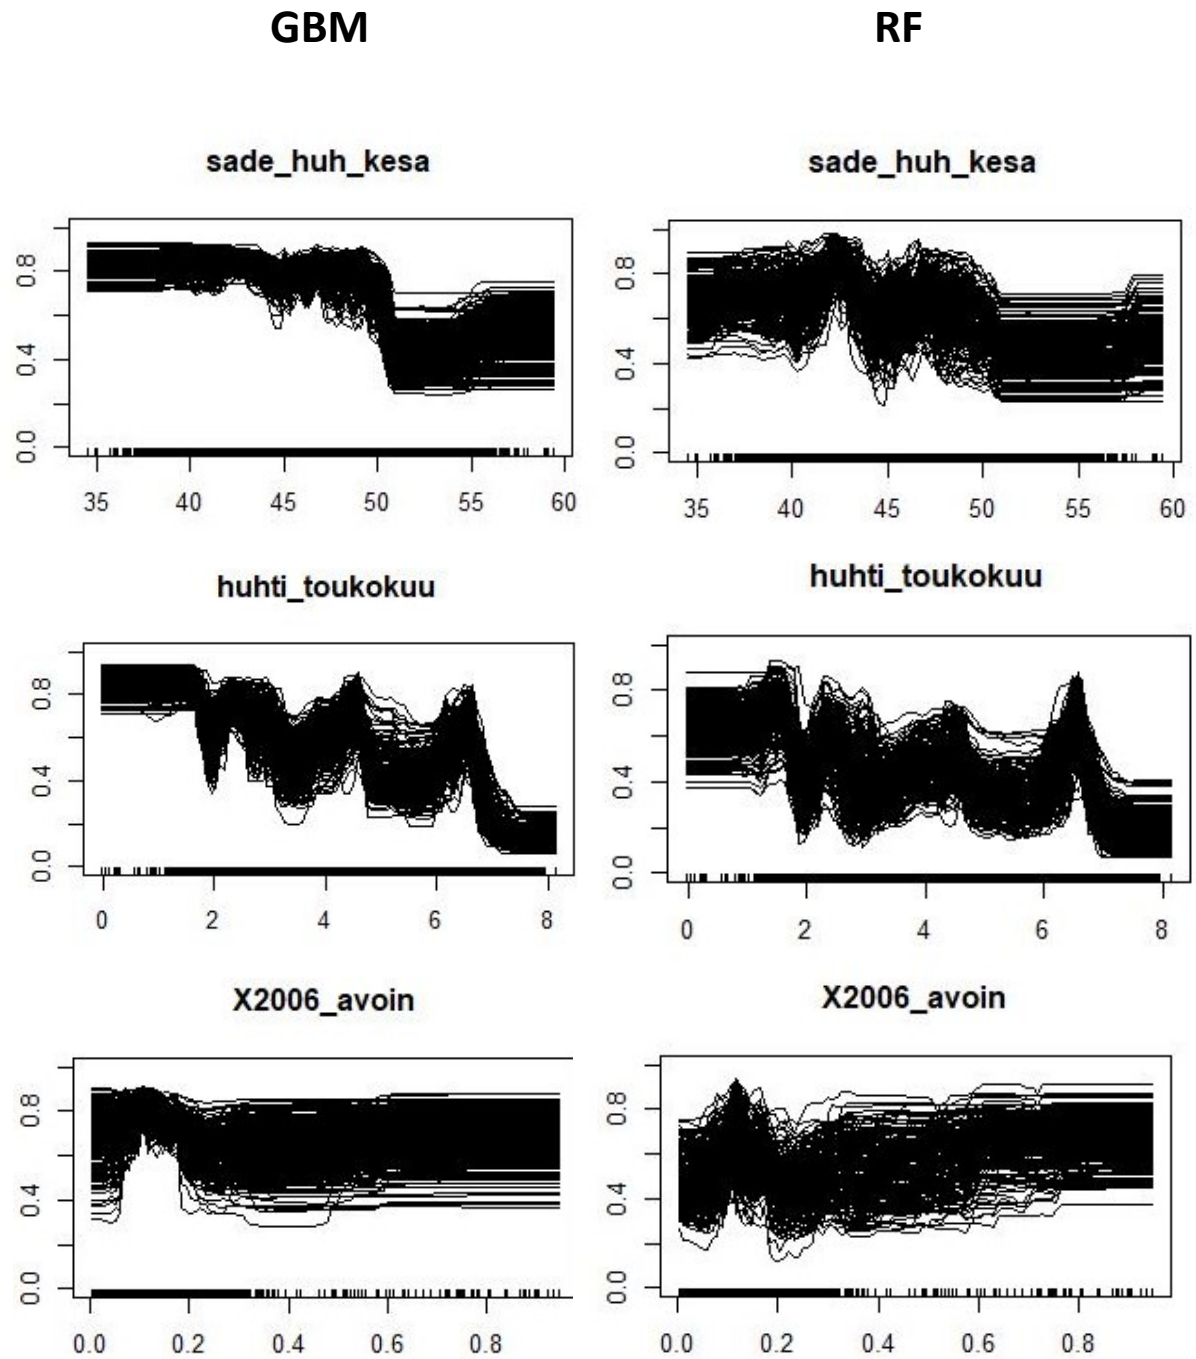 GBM RF
sade_huh_kesa sade_huh_kesa
0.0 0.4 0.8 0.0 0.4 0.8
35 40 45 50 55 60 35 40 45 50 55 60
huhti_toukokuu huhti_toukokuu
0.0 0.4 0.8 0.0 0.4 0.8
0 2 4 6 8 0 2 4 6 8
X2006_avoin X2006_avoin
0.0 0.4 0.8 0.0 0.4 0.8
0.0 0.2 0.4 0.6 0.8 0.0 0.2 0.4 0.6 0.8